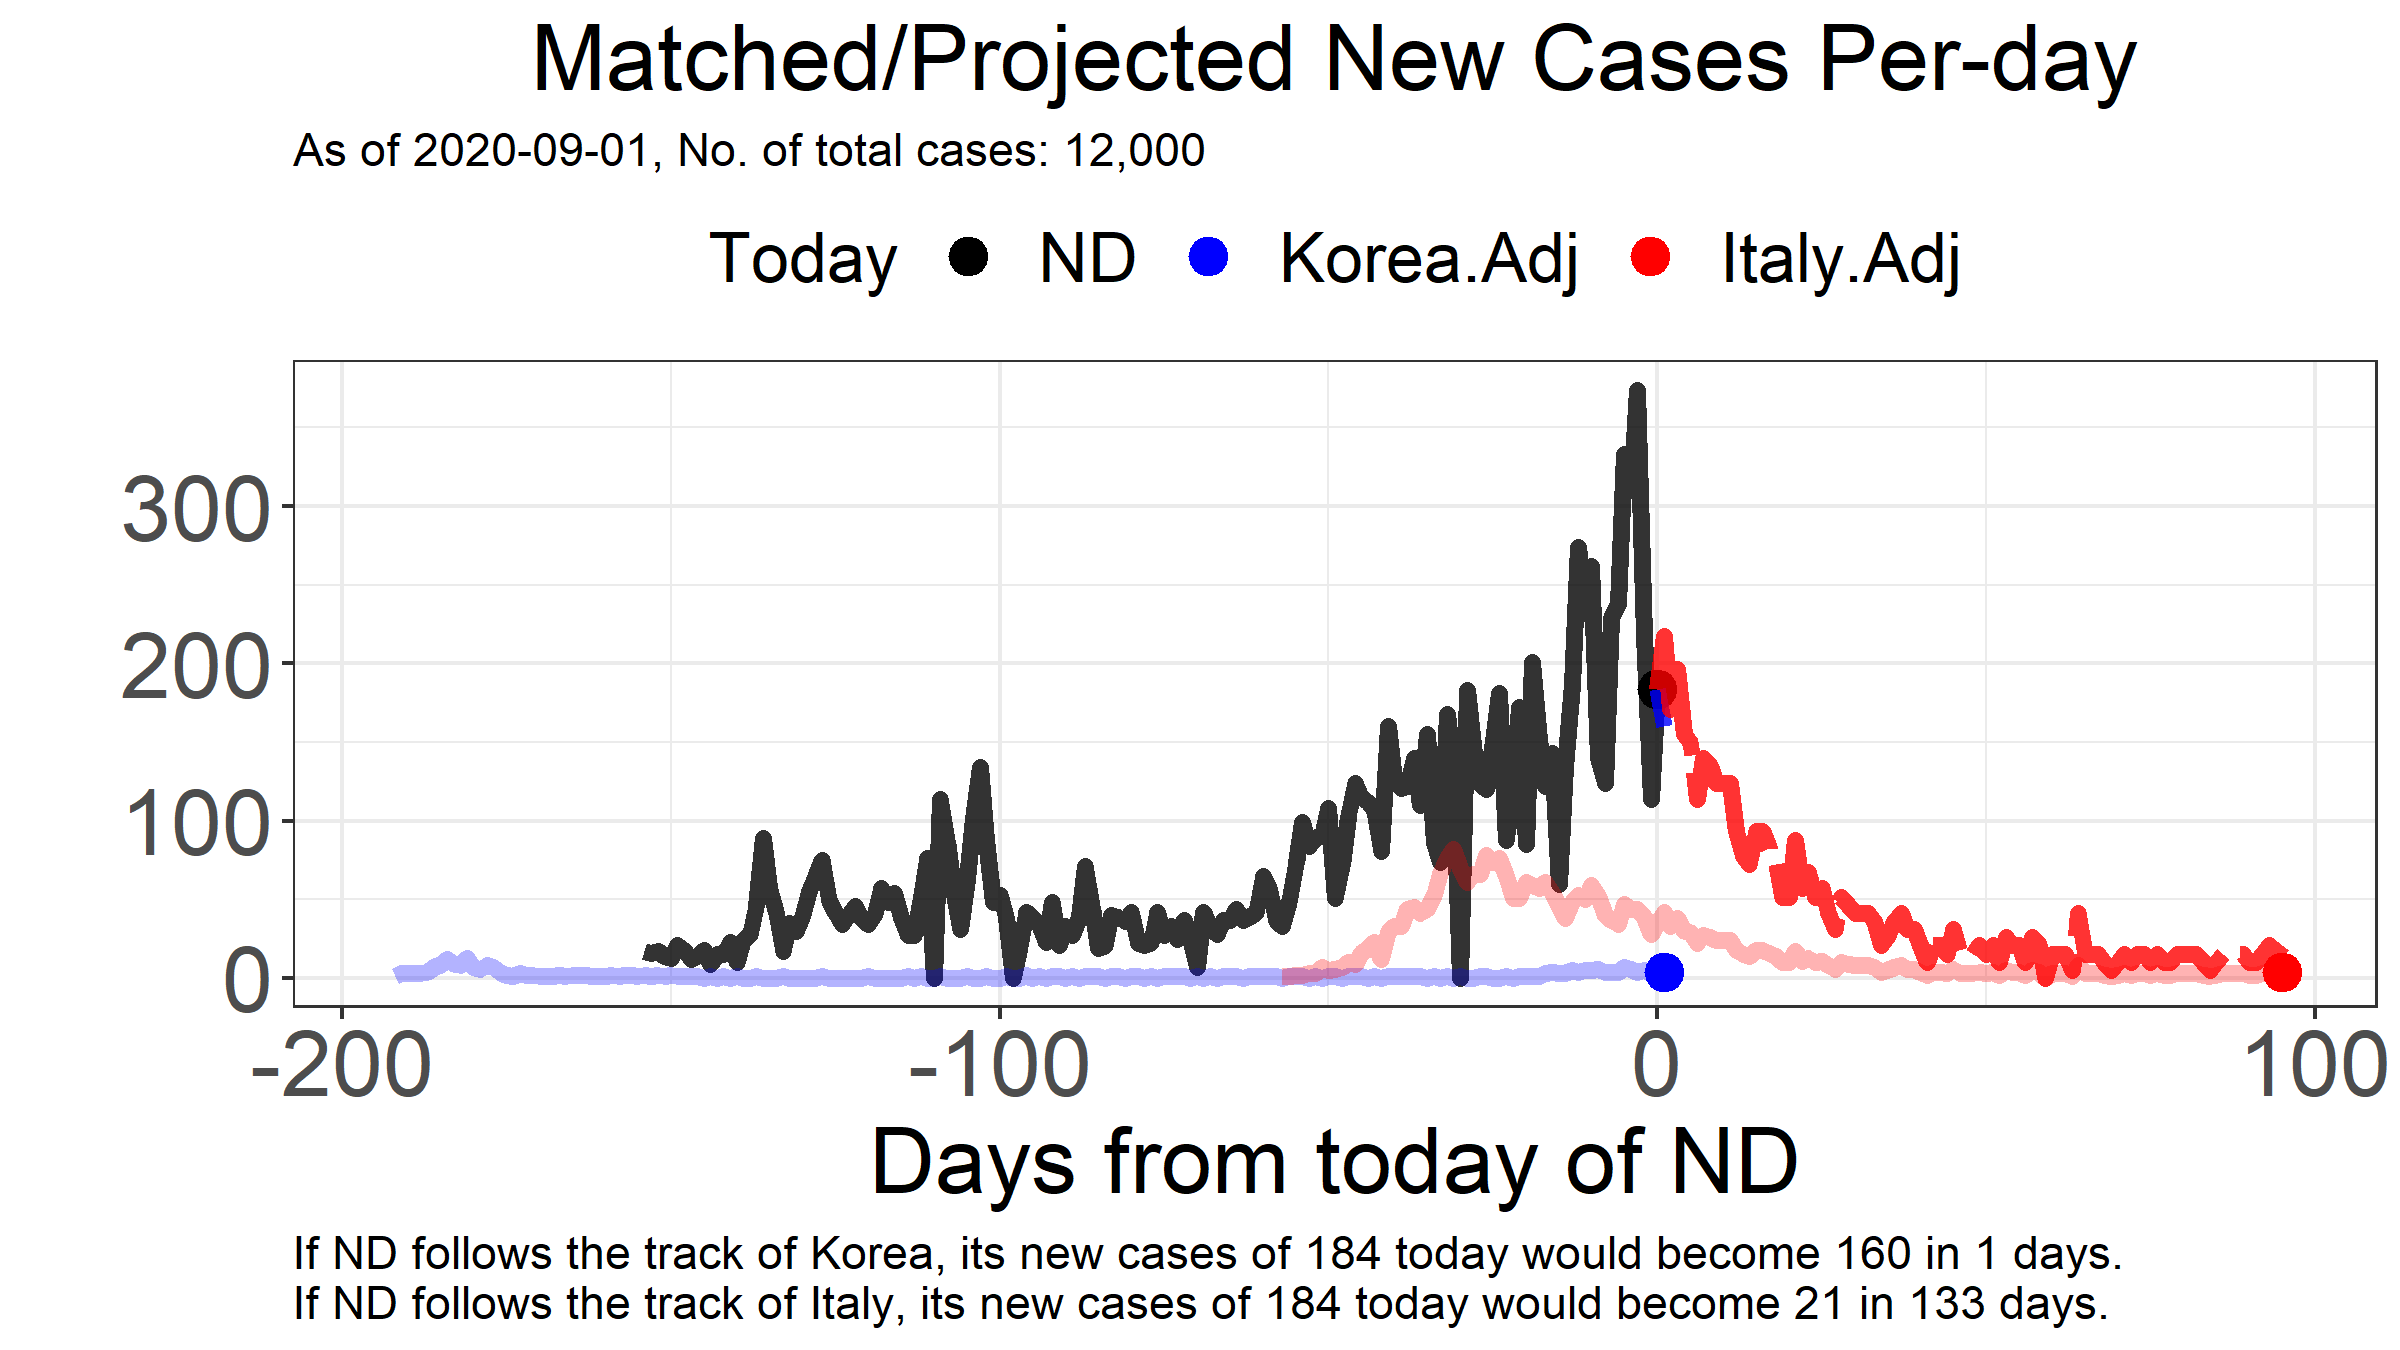 Matched/Projected New Cases Per-day
As of 2020-09-01, No. of total cases: 12,000
Today ND Korea.Adj Italy.Adj
300
200
100
0
-200 -100 0 100
Days from today of ND
If ND follows the track of Korea, its new cases of 184 today would become 160 in 1 days.
If ND follows the track of Italy, its new cases of 184 today would become 21 in 133 days.